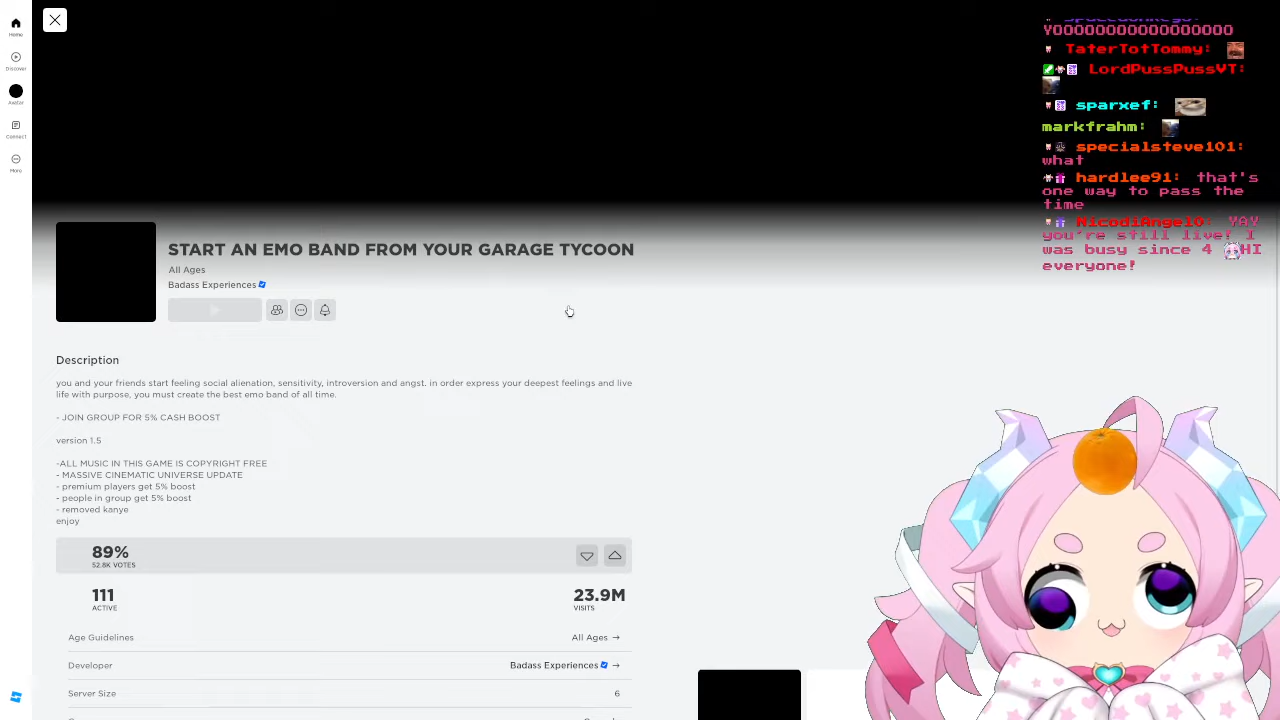 Home
Discover
Avatar
Connect
More
START AN EMO BAND FROM YOUR GARAGE TYCOON
All Ages
Badass Experiences
Description
you and your friends start feeling social alienation, sensitivity, introversion and angst. in order express your deepest feelings and live
life with purpose, you must create the best emo band of all time.
- JOIN GROUP FOR 5% CASH BOOST
version 1.5
-ALL MUSIC IN THIS GAME IS COPYRIGHT FREE
- MASSIVE CINEMATIC UNIVERSE UPDATE
- premium players get 5% boost
- people in group get 5% boost
- removed kanye
enjoy
89%
52.8K VOTES
111
ACTIVE
23.9M
VISITS
Age Guidelines
All Ages →
Developer
Badass Experiences →
Server Size
6
YOOOOOOOOOOOOOOOOO
TaterTotTommy:
LordPussPussVT:
sparxef:
markfrahm:
specialsteve101:
what
hardlee91: that's
one way to pass the
time
NicodiAngel0: YAY
you're still live! I
was busy since 4 HI
everyone!